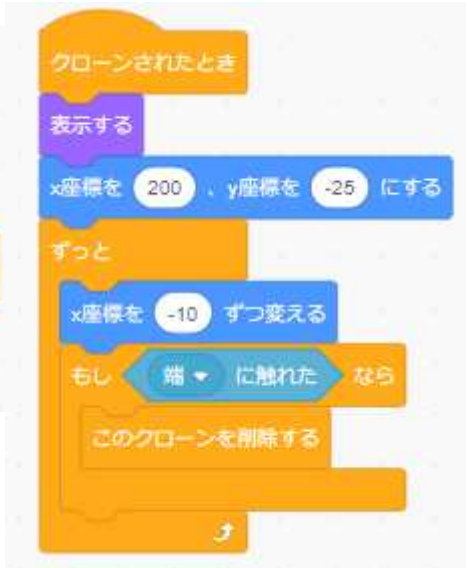 クローンされたとき
表示する
x座標を 200 、y座標を -25 にする
ずっと
x座標を -10 ずつ変える
もし 端 に触れた なら
このクローンを削除する